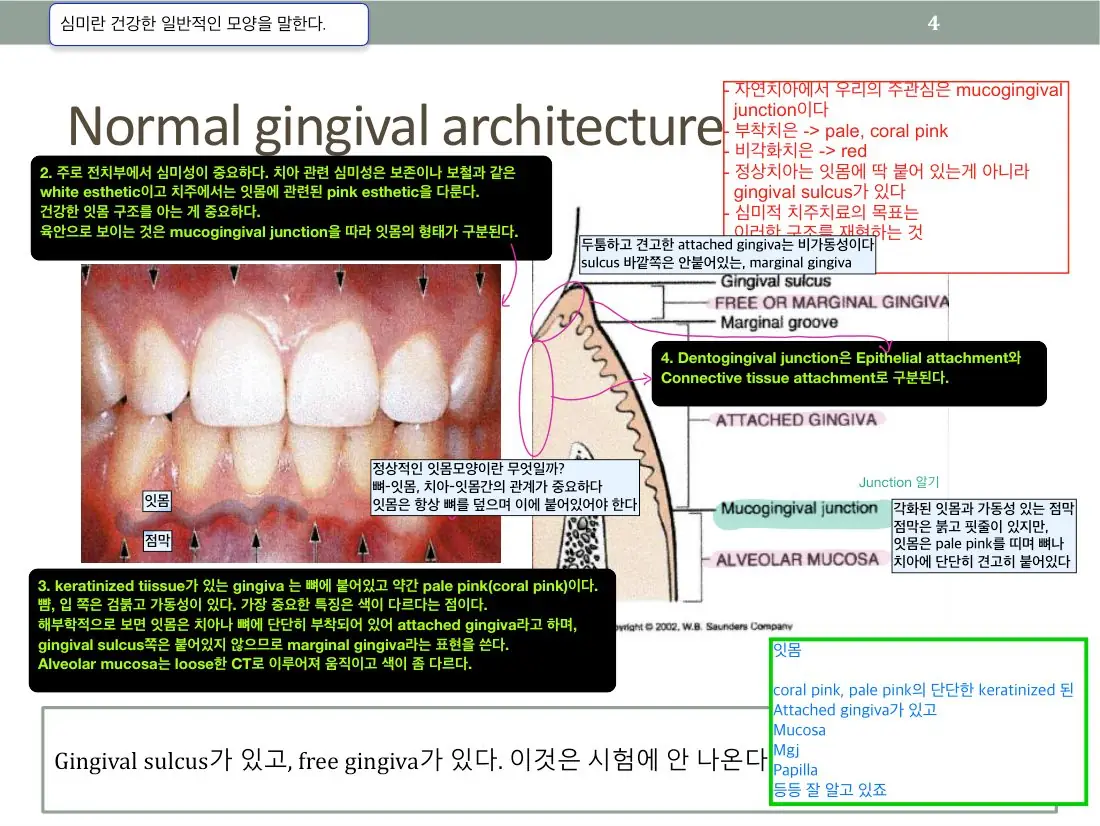 심미란 건강한 일반적인 모양을 말한다.
4
Normal gingival architecture
- 자연치아에서 우리의 주관심은 mucogingival
junction이다
- 부착치은 -> pale, coral pink
- 비각화치은 -> red
- 정상치아는 잇몸에 딱 붙어 있는게 아니라
gingival sulcus가 있다
- 심미적 치주치료의 목표는
이러한 구조를 재현하는 것
2. 주로 전치부에서 심미성이 중요하다. 치아 관련 심미성은 보존이나 보철과 같은
white esthetic이고 치주에서는 잇몸에 관련된 pink esthetic을 다룬다.
건강한 잇몸 구조를 아는 게 중요하다.
육안으로 보이는 것은 mucogingival junction을 따라 잇몸의 형태가 구분된다.
두툼하고 견고한 attached gingiva는 비가동성이다
sulcus 바깥쪽은 안붙어있는, marginal gingiva
Gingival sulcus
FREE OR MARGINAL GINGIVA
Marginal groove
4. Dentogingival junction은 Epithelial attachment와
Connective tissue attachment로 구분된다.
ATTACHED GINGIVA
정상적인 잇몸모양이란 무엇일까?
뼈-잇몸, 치아-잇몸간의 관계가 중요하다
잇몸은 항상 뼈를 덮으며 이에 붙어있어야 한다
잇몸
점막
Junction 알기
Mucogingival junction
각화된 잇몸과 가동성 있는 점막
점막은 붉고 핏줄이 있지만,
잇몸은 pale pink를 띠며 뼈나
치아에 단단히 견고히 붙어있다
ALVEOLAR MUCOSA
3. keratinized tiissue가 있는 gingiva 는 뼈에 붙어있고 약간 pale pink(coral pink)이다.
뺨, 입 쪽은 검붉고 가동성이 있다. 가장 중요한 특징은 색이 다르다는 점이다.
해부학적으로 보면 잇몸은 치아나 뼈에 단단히 부착되어 있어 attached gingiva라고 하며,
gingival sulcus쪽은 붙어있지 않으므로 marginal gingiva라는 표현을 쓴다.
Alveolar mucosa는 loose한 CT로 이루어져 움직이고 색이 좀 다르다.
yright © 2002, W.B. Saunders Company
Gingival sulcus가 있고, free gingiva가 있다. 이것은 시험에 안 나온다
잇몸
coral pink, pale pink의 단단한 keratinized 된
Attached gingiva가 있고
Mucosa
Mgj
Papilla
등등 잘 알고 있죠